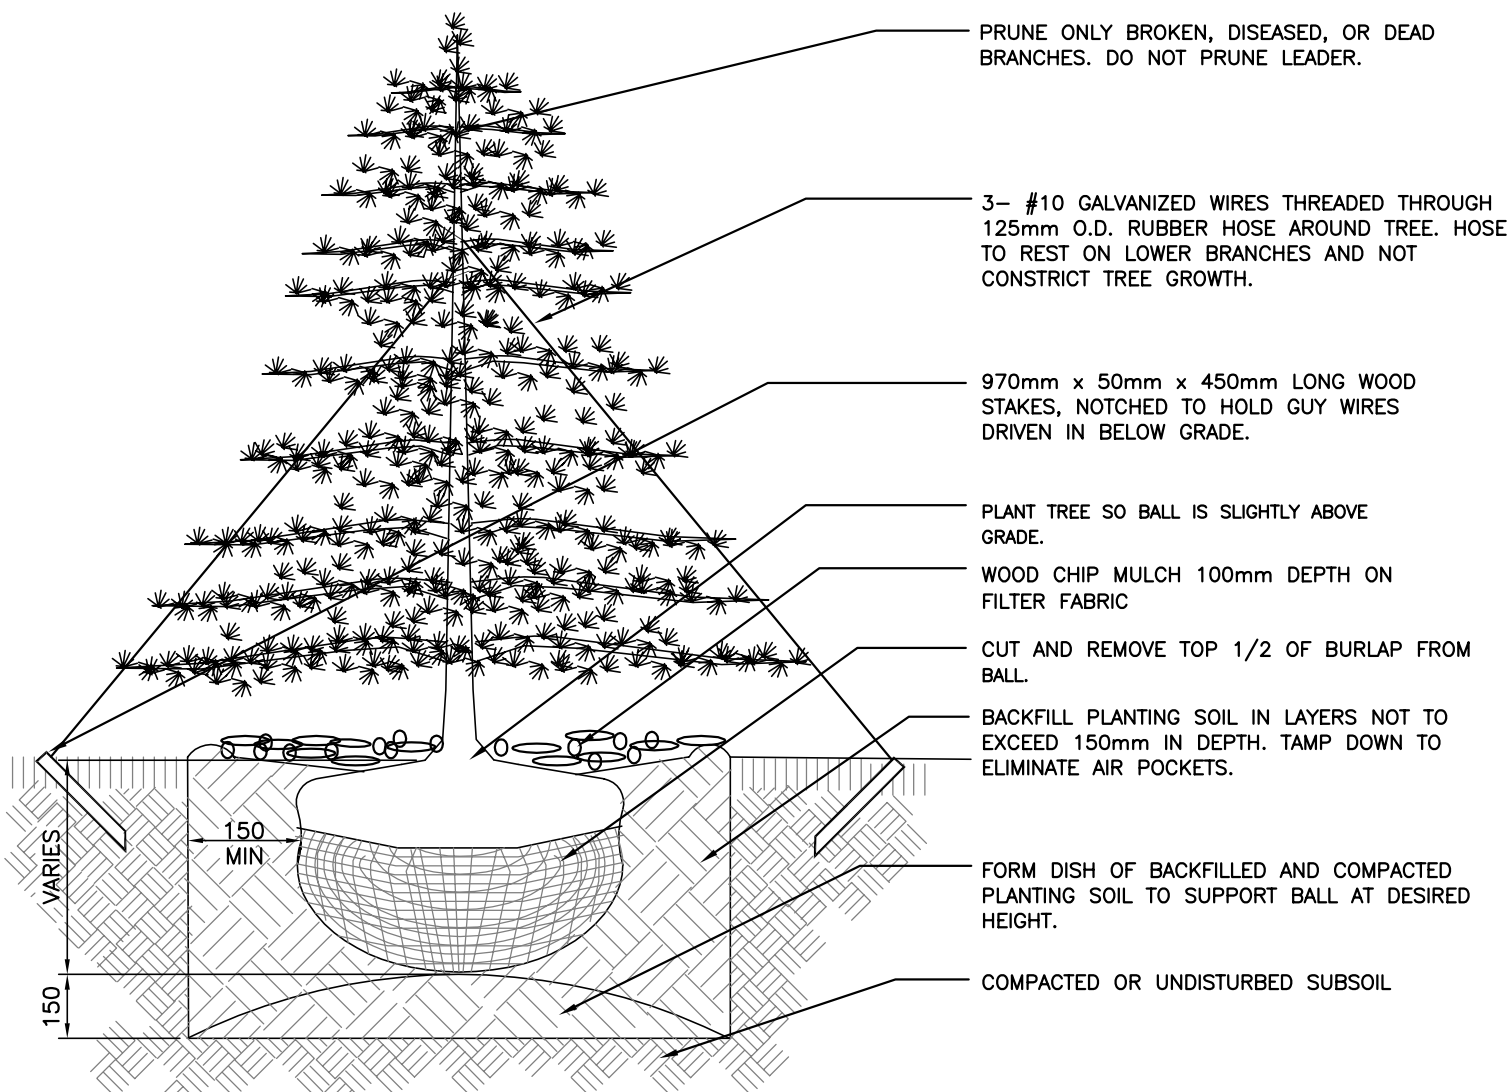 PRUNE ONLY BROKEN, DISEASED, OR DEAD
BRANCHES. DO NOT PRUNE LEADER.
3- #10 GALVANIZED WIRES THREADED THROUGH
125mm O.D. RUBBER HOSE AROUND TREE. HOSE
TO REST ON LOWER BRANCHES AND NOT
CONSTRICT TREE GROWTH.
970mm x 50mm x 450mm LONG WOOD
STAKES, NOTCHED TO HOLD GUY WIRES
DRIVEN IN BELOW GRADE.
PLANT TREE SO BALL IS SLIGHTLY ABOVE
GRADE.
WOOD CHIP MULCH 100mm DEPTH ON
FILTER FABRIC
CUT AND REMOVE TOP 1/2 OF BURLAP FROM
BALL.
BACKFILL PLANTING SOIL IN LAYERS NOT TO
EXCEED 150mm IN DEPTH. TAMP DOWN TO
ELIMINATE AIR POCKETS.
FORM DISH OF BACKFILLED AND COMPACTED
PLANTING SOIL TO SUPPORT BALL AT DESIRED
HEIGHT.
COMPACTED OR UNDISTURBED SUBSOIL
150
MIN
VARIES
150